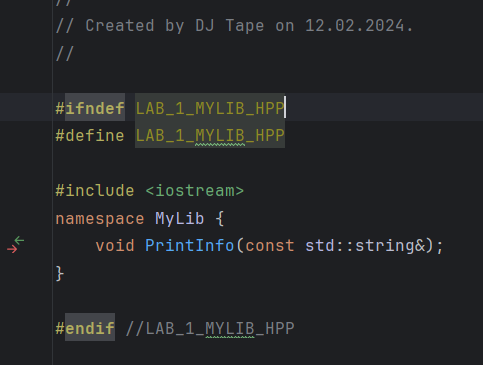 //
// Created by DJ Tape on 12.02.2024.
//
#ifndef LAB_1_MYLIB_HPP
#define LAB_1_MYLIB_HPP
#include <iostream>
namespace MyLib {
    void PrintInfo(const std::string&);
}
#endif //LAB_1_MYLIB_HPP